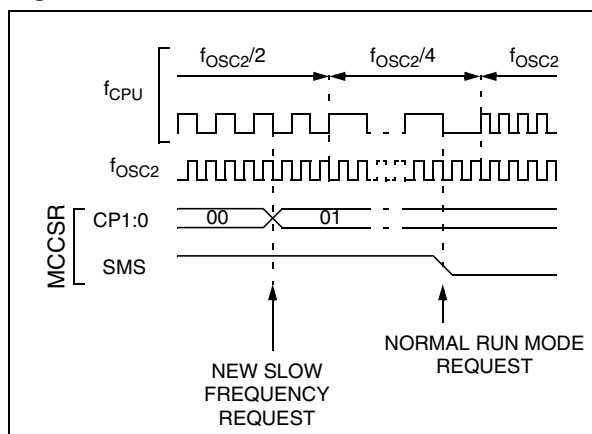 fOSC2/2 fOSC2/4 fOSC2
fCPU
fOSC2
MCCSR
CP1:0 00 01
SMS
NEW SLOW
FREQUENCY
REQUEST
NORMAL RUN MODE
REQUEST